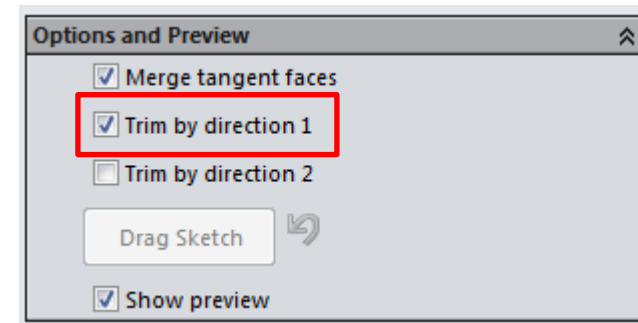 Options and Preview
Merge tangent faces
Trim by direction 1
Trim by direction 2
Drag Sketch
Show preview